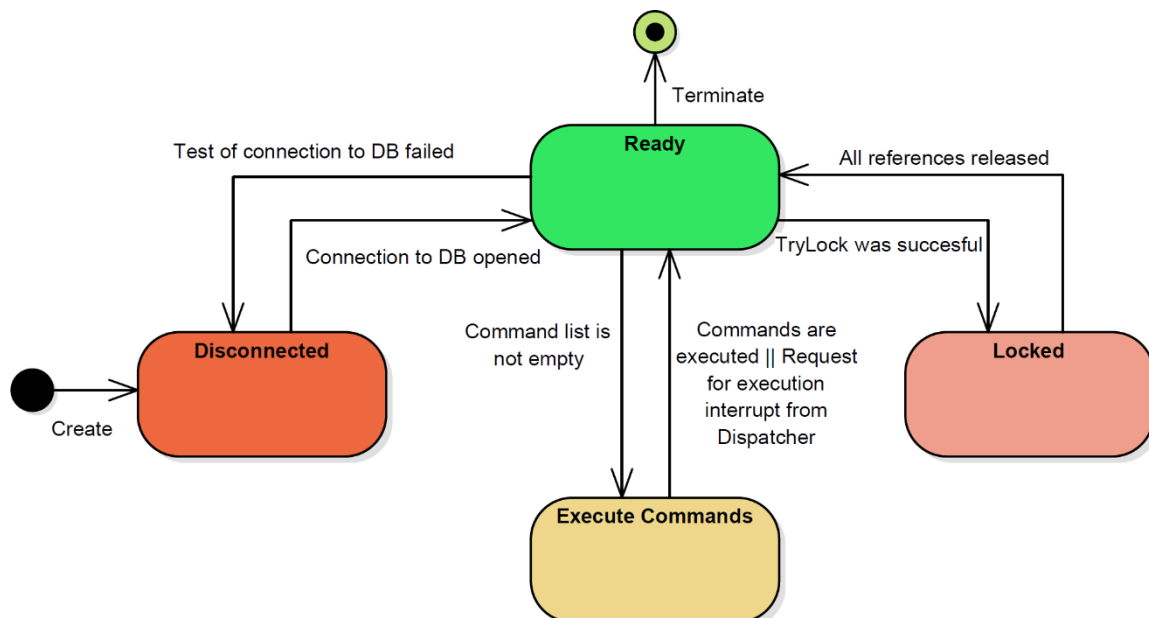 Terminate
Ready
Test of connection to DB failed
All references released
Connection to DB opened
TryLock was succesful
Disconnected
Command list is
not empty
Commands are
executed || Request
for execution
interrupt from
Dispatcher
Locked
Create
Execute Commands